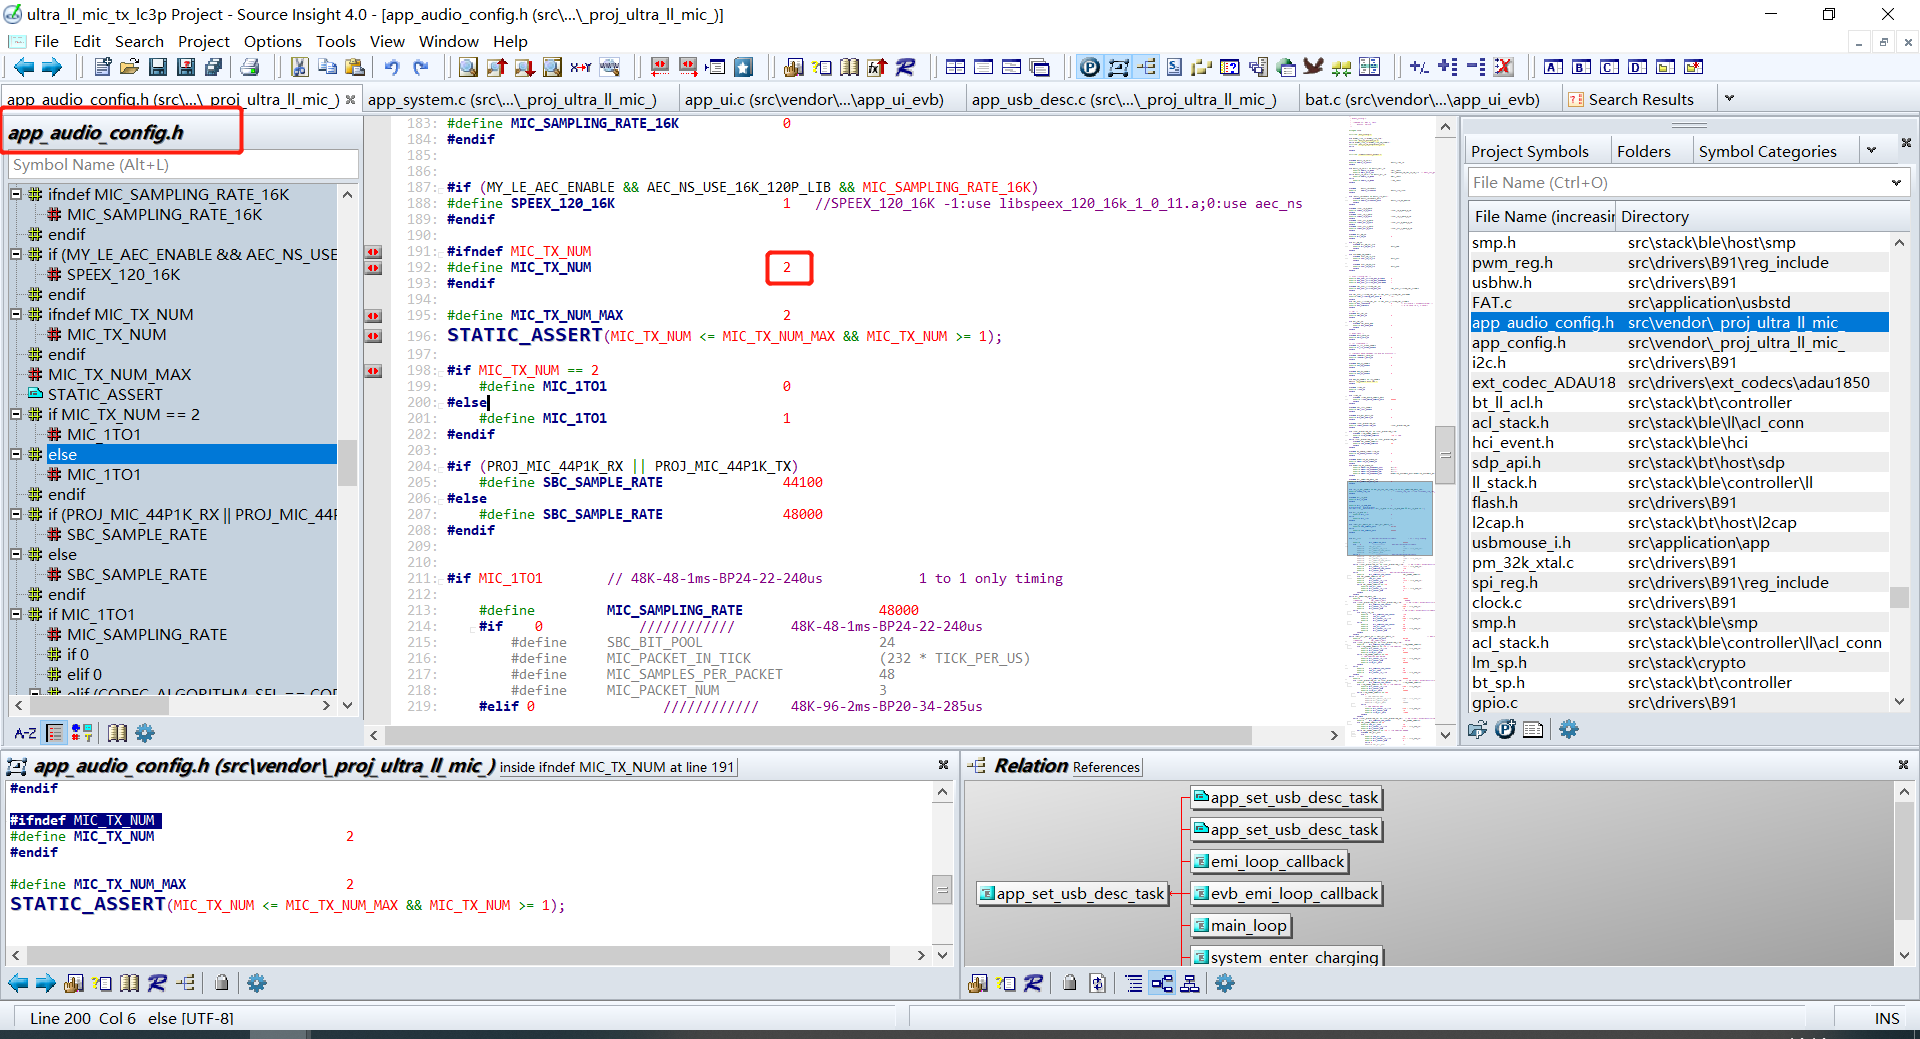 ultra_ll_mic_tx_lc3p Project - Source Insight 4.0 - [app_audio_config.h (src\...\_proj_ultra_ll_mic_)]
File Edit Search Project Options Tools View Window Help
app_audio_config.h (src\...\_proj_ultra_ll_mic_) app_system.c (src\...\_proj_ultra_ll_mic_) app_ui.c (src\vendor\...\app_ui_evb) app_usb_desc.c (src\...\_proj_ultra_ll_mic_) bat.c (src\vendor\...\app_ui_evb) Search Results
app_audio_config.h
Symbol Name (Alt+L)
ifndef MIC_SAMPLING_RATE_16K
MIC_SAMPLING_RATE_16K
endif
if (MY_LE_AEC_ENABLE && AEC_NS_USE
SPEEX_120_16K
endif
ifndef MIC_TX_NUM
MIC_TX_NUM
endif
MIC_TX_NUM_MAX
STATIC_ASSERT
if MIC_TX_NUM == 2
MIC_1TO1
else
MIC_1TO1
endif
if (PROJ_MIC_44P1K_RX || PROJ_MIC_44P
SBC_SAMPLE_RATE
else
SBC_SAMPLE_RATE
endif
if MIC_1TO1
MIC_SAMPLING_RATE
if 0
elif 0
elif (CODEC_ALGORITHM_SEL == COD
A-Z
183: #define MIC_SAMPLING_RATE_16K 0
184: #endif
185:
186:
187: #if (MY_LE_AEC_ENABLE && AEC_NS_USE_16K_120P_LIB && MIC_SAMPLING_RATE_16K)
188: #define SPEEX_120_16K 1 //SPEEX_120_16K -1:use libspeex_120_16k_1_0_11.a;0:use aec_ns
189: #endif
190:
191: #ifndef MIC_TX_NUM
192: #define MIC_TX_NUM 2
193: #endif
194:
195: #define MIC_TX_NUM_MAX 2
196: STATIC_ASSERT(MIC_TX_NUM <= MIC_TX_NUM_MAX && MIC_TX_NUM >= 1);
197:
198: #if MIC_TX_NUM == 2
199: #define MIC_1TO1 0
200: #else
201: #define MIC_1TO1 1
202: #endif
203:
204: #if (PROJ_MIC_44P1K_RX || PROJ_MIC_44P1K_TX)
205: #define SBC_SAMPLE_RATE 44100
206: #else
207: #define SBC_SAMPLE_RATE 48000
208: #endif
209:
210:
211: #if MIC_1TO1 // 48K-48-1ms-BP24-22-240us 1 to 1 only timing
212:
213: #define MIC_SAMPLING_RATE 48000
214: #if 0 //////////// 48K-48-1ms-BP24-22-240us
215: #define SBC_BIT_POOL 24
216: #define MIC_PACKET_IN_TICK (232 * TICK_PER_US)
217: #define MIC_SAMPLES_PER_PACKET 48
218: #define MIC_PACKET_NUM 3
219: #elif 0 //////////// 48K-96-2ms-BP20-34-285us
Project Symbols Folders Symbol Categories
File Name (Ctrl+O)
File Name (increasir Directory
smp.h src\stack\ble\host\smp
pwm_reg.h src\drivers\B91\reg_include
usbhw.h src\drivers\B91
FAT.c src\application\usbstd
app_audio_config.h src\vendor\_proj_ultra_ll_mic_
app_config.h src\vendor\_proj_ultra_ll_mic_
i2c.h src\drivers\B91
ext_codec_ADAU18 src\drivers\ext_codecs\adau1850
bt_ll_acl.h src\stack\bt\controller
acl_stack.h src\stack\ble\ll\acl_conn
hci_event.h src\stack\ble\hci
sdp_api.h src\stack\bt\host\sdp
ll_stack.h src\stack\ble\controller\ll
flash.h src\drivers\B91
l2cap.h src\stack\bt\host\l2cap
usbmouse_i.h src\application\app
pm_32k_xtal.c src\drivers\B91
spi_reg.h src\drivers\B91\reg_include
clock.c src\drivers\B91
smp.h src\stack\ble\smp
acl_stack.h src\stack\ble\controller\ll\acl_conn
lm_sp.h src\stack\crypto
bt_sp.h src\stack\bt\controller
gpio.c src\drivers\B91
app_audio_config.h (src\vendor\_proj_ultra_ll_mic_) inside ifndef MIC_TX_NUM at line 191
#endif
#ifndef MIC_TX_NUM
#define MIC_TX_NUM 2
#endif
#define MIC_TX_NUM_MAX 2
STATIC_ASSERT(MIC_TX_NUM <= MIC_TX_NUM_MAX && MIC_TX_NUM >= 1);
Relation References
app_set_usb_desc_task
app_set_usb_desc_task
app_set_usb_desc_task
emi_loop_callback
evb_emi_loop_callback
main_loop
system_enter_charging
Line 200 Col 6 else [UTF-8]
INS